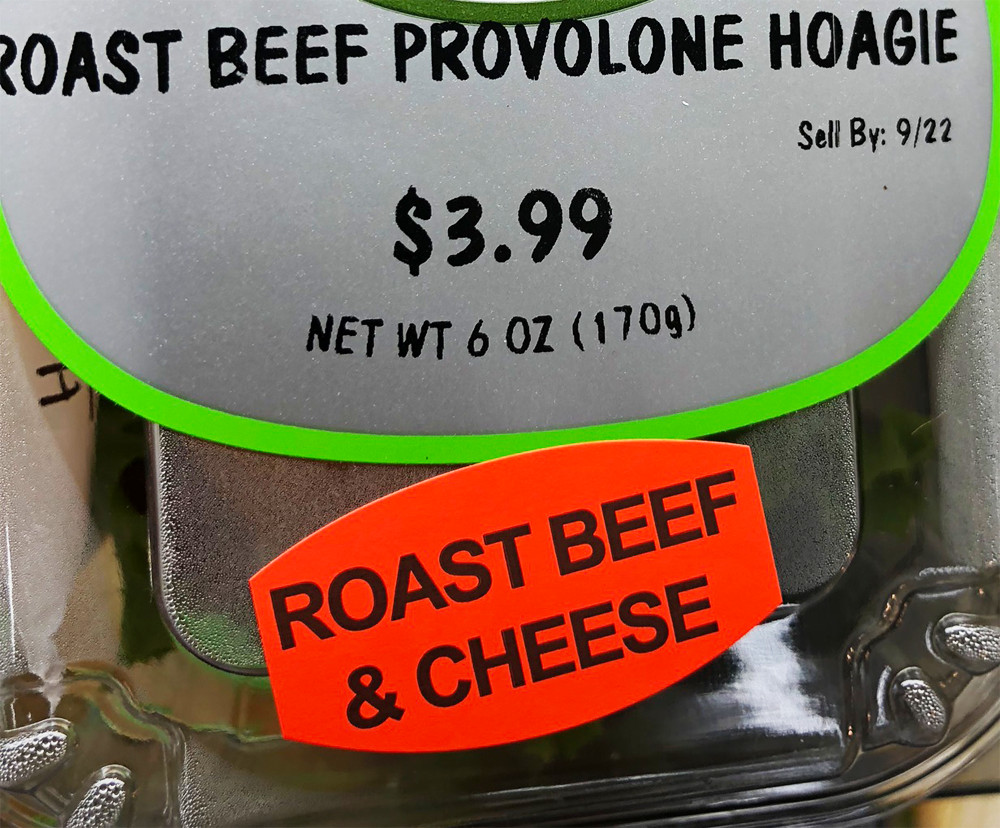 ROAST BEEF PROVOLONE HOAGIE
Sell By: 9/22
$3.99
NET WT 6 OZ (170g)
H
ROAST BEEF
& CHEESE